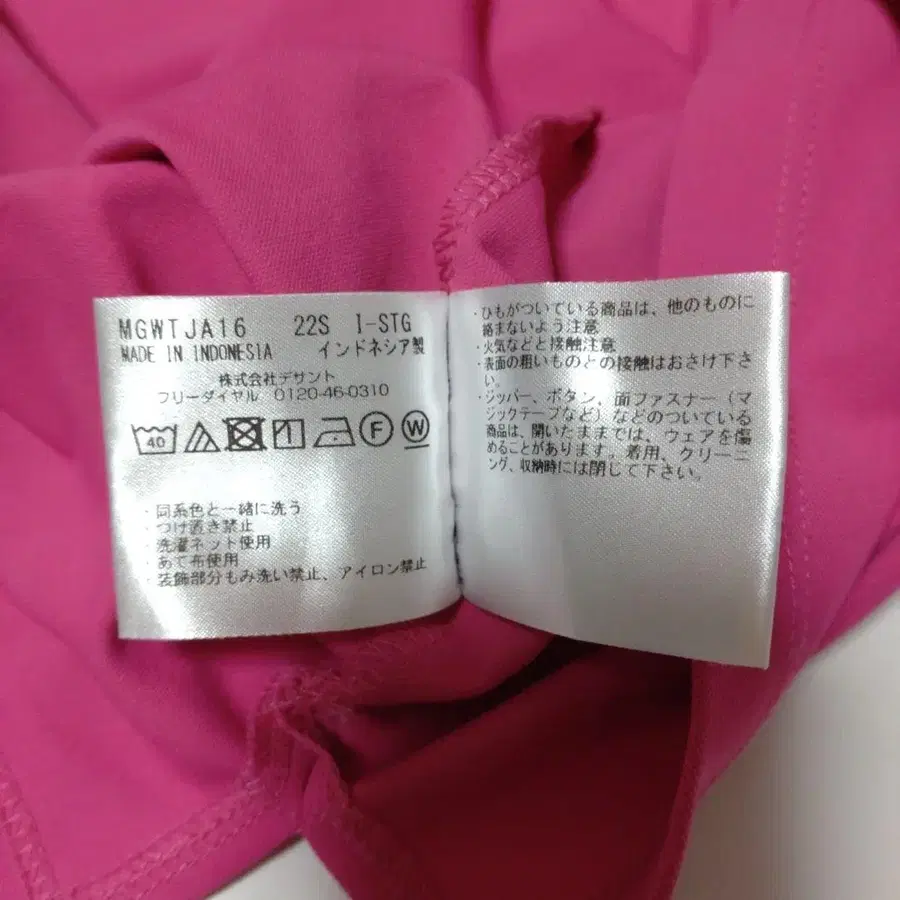 MGWTJA16 22S I-STG
MADE IN INDONESIA インドネシア製
株式会社デサント
フリーダイヤル 0120-46-0310
40 F W
・同系色と一緒に洗う
・つけ置き禁止
・洗濯ネット使用
・あて布使用
・装飾部分もみ洗い禁止、アイロン禁止
・ひもがついている商品は、他のものに
絡まないよう注意
・火気などと接触注意
・表面の粗いものとの接触はおさけ下さ
い。
・ジッパー、ボタン、面ファスナー（マ
ジックテープなど）などのついている
商品は、開いたままでは、ウェアを傷
めることがあります。着用、クリーニ
ング、収納時には閉じて下さい。